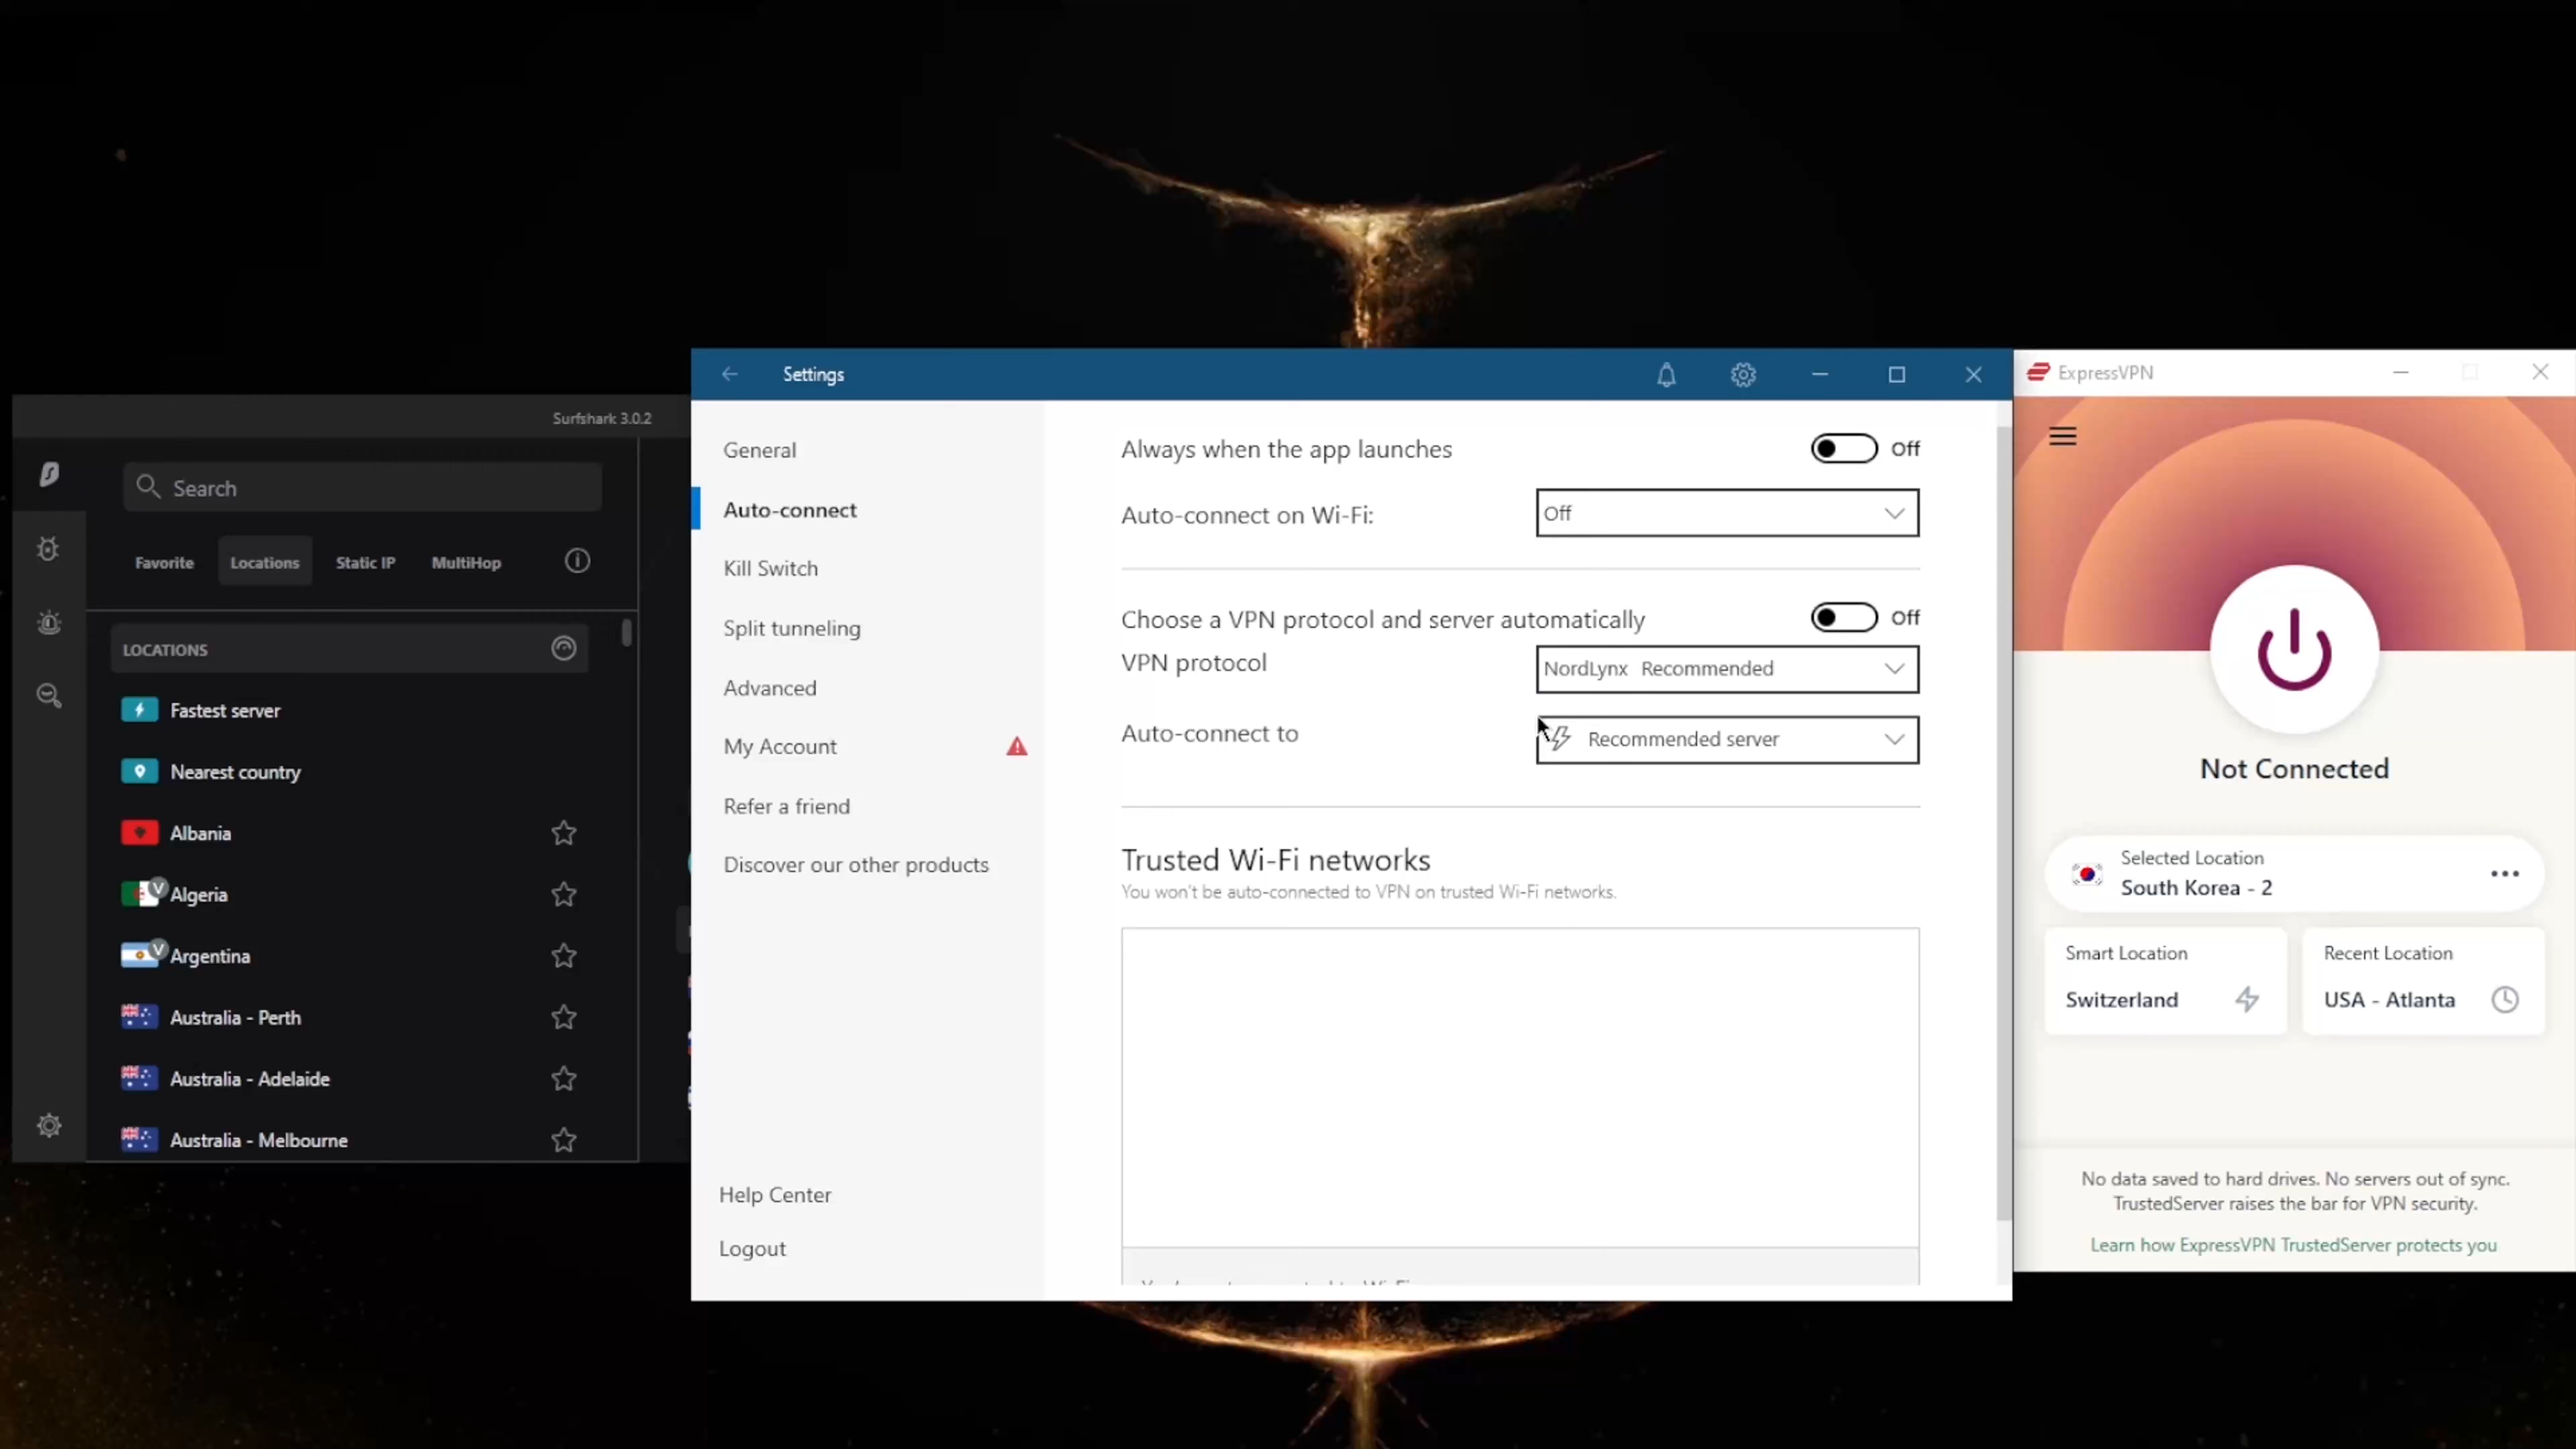 Surfshark 3.0.2
Search
Favorite
Locations
Static IP
MultiHop
LOCATIONS
Fastest server
Nearest country
Albania
V
Algeria
V
Argentina
Australia - Perth
Australia - Adelaide
Australia - Melbourne
Settings
General
Auto-connect
Kill Switch
Split tunneling
Advanced
My Account
Refer a friend
Discover our other products
Help Center
Logout
Always when the app launches
Off
Auto-connect on Wi-Fi:
Off
Choose a VPN protocol and server automatically
Off
VPN protocol
NordLynx Recommended
Auto-connect to
Recommended server
Trusted Wi-Fi networks
You won't be auto-connected to VPN on trusted Wi-Fi networks.
ExpressVPN
Not Connected
Selected Location
South Korea - 2
Smart Location
Switzerland
Recent Location
USA - Atlanta
No data saved to hard drives. No servers out of sync.
TrustedServer raises the bar for VPN security.
Learn how ExpressVPN TrustedServer protects you